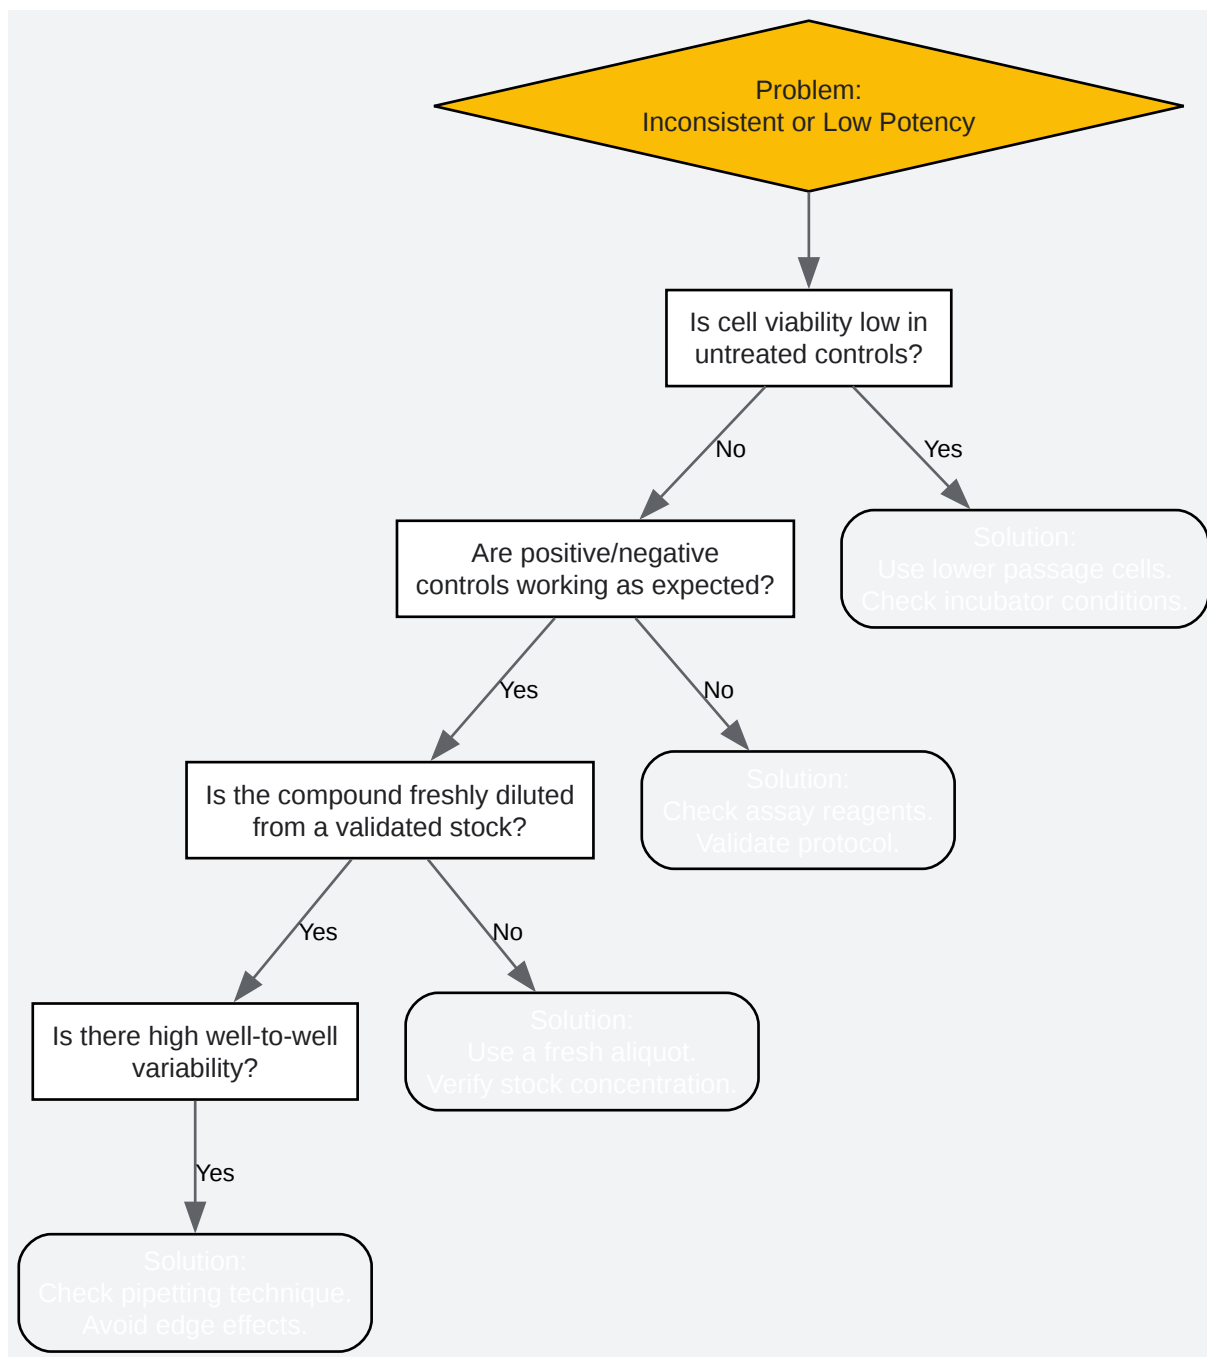 Problem:
Inconsistent or Low Potency
Is cell viability low in
untreated controls?
No
Yes
Solution:
Use lower passage cells.
Check incubator conditions.
Are positive/negative
controls working as expected?
Yes
No
Solution:
Check assay reagents.
Validate protocol.
Is the compound freshly diluted
from a validated stock?
Yes
No
Solution:
Use a fresh aliquot.
Verify stock concentration.
Is there high well-to-well
variability?
Yes
Solution:
Check pipetting technique.
Avoid edge effects.